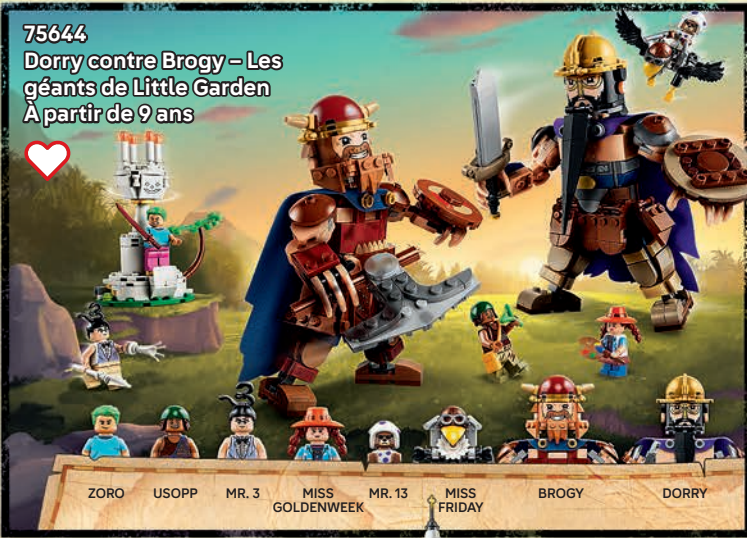 75644
Dorry contre Brogy – Les
géants de Little Garden
À partir de 9 ans
ZORO
USOPP
MR. 3
MISS
GOLDENWEEK
MR. 13
MISS
FRIDAY
BROGY
DORRY